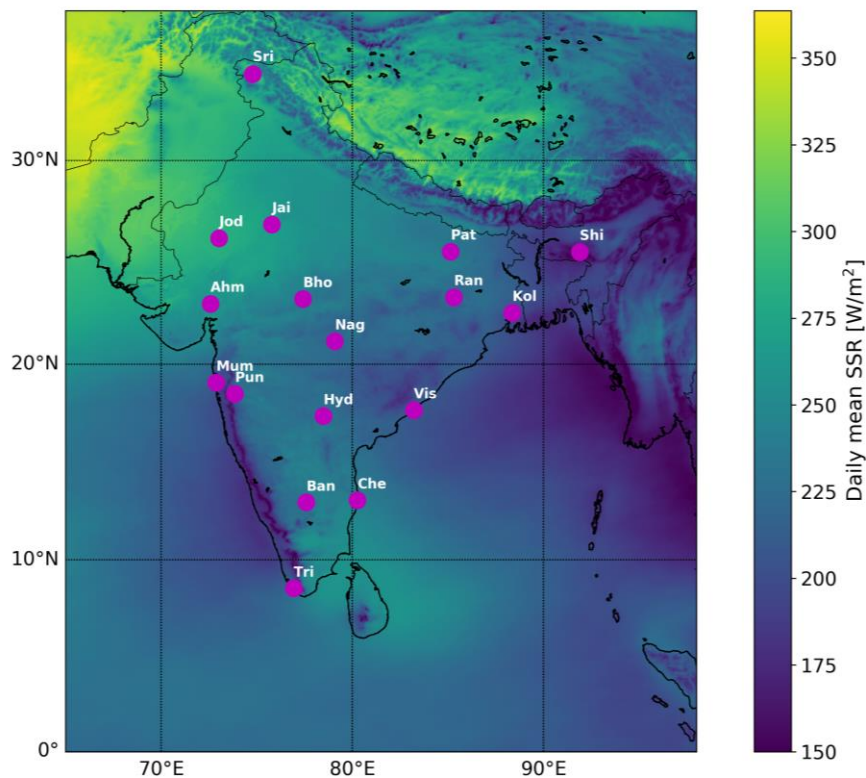 Sri
30°N
Jai
Jod
Pat
Shi
Ahm
Bho
Ran
Kol
Nag
20°N
Mum
Pun
Hyd
Vis
Ban
Che
10°N
Tri
0°
70°E
80°E
90°E
350
325
300
275
250
225
200
175
150
Daily mean SSR [W/m²]